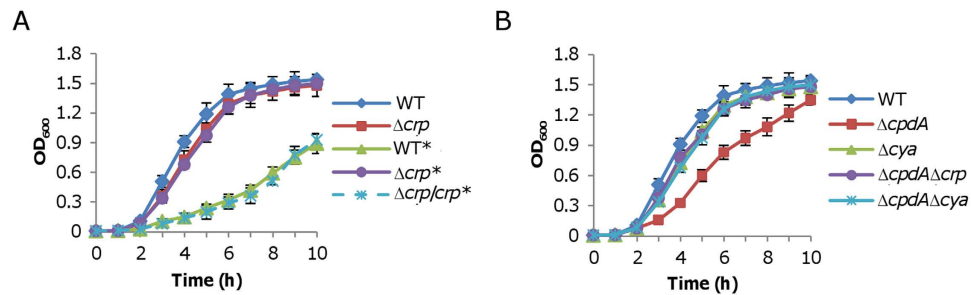 A
OD600
1.8
1.5
1.2
0.9
0.6
0.3
0
0 2 4 6 8 10
Time (h)
WT
Δcrp
WT*
Δcrp*
Δcrp/crp*
B
OD600
1.8
1.5
1.2
0.9
0.6
0.3
0
0 2 4 6 8 10
Time (h)
WT
ΔcpdA
Δcya
ΔcpdAΔcrp
ΔcpdAΔcya